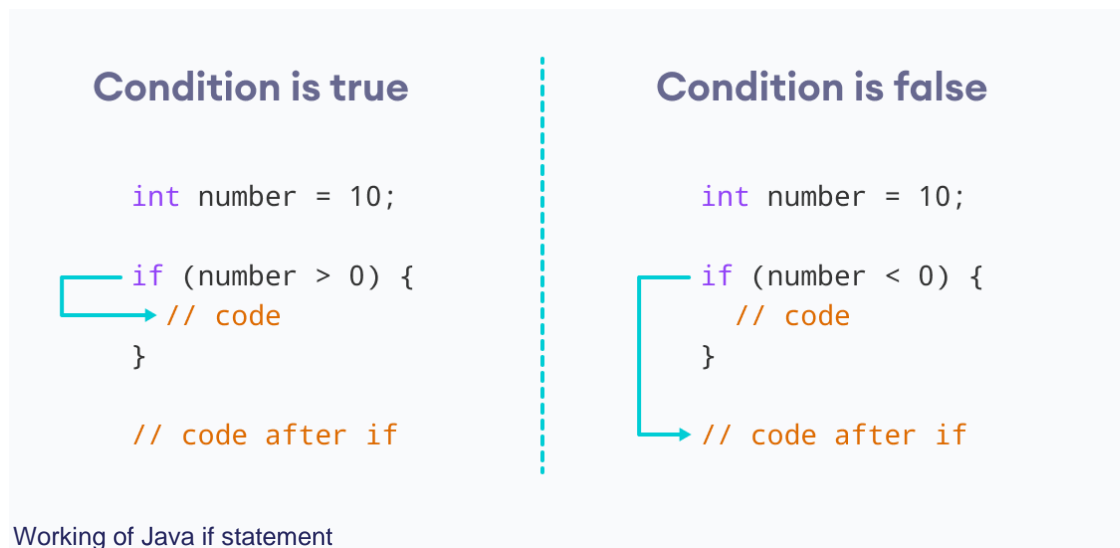 Condition is true
int number = 10;
if (number > 0) {
// code
}
// code after if
Condition is false
int number = 10;
if (number < 0) {
// code
}
// code after if
Working of Java if statement